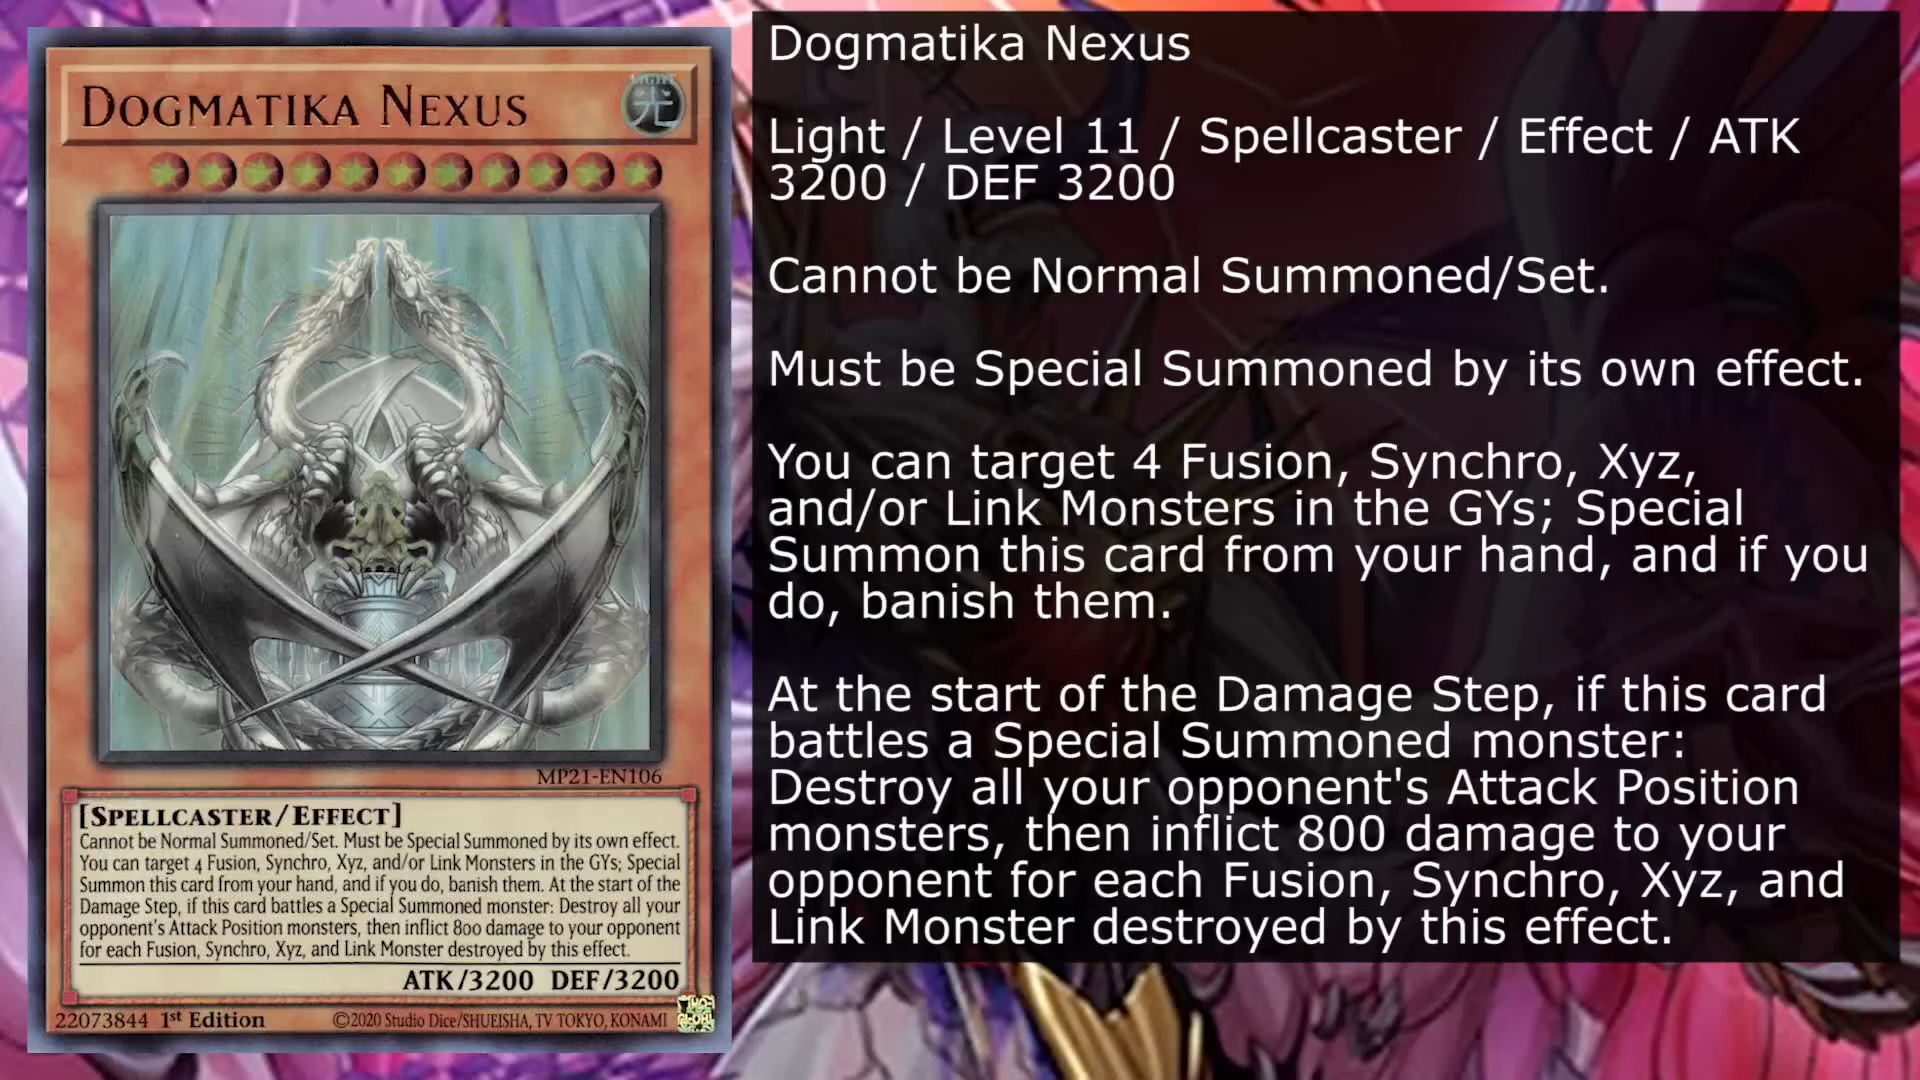 DOGMATIKA NEXUS
LIGHT
光
MP21-EN106
[SPELLCASTER/EFFECT]
Cannot be Normal Summoned/Set. Must be Special Summoned by its own effect.
You can target 4 Fusion, Synchro, Xyz, and/or Link Monsters in the GYs; Special
Summon this card from your hand, and if you do, banish them. At the start of the
Damage Step, if this card battles a Special Summoned monster: Destroy all your
opponent's Attack Position monsters, then inflict 800 damage to your opponent
for each Fusion, Synchro, Xyz, and Link Monster destroyed by this effect.
ATK/3200 DEF/3200
22073844 1st Edition ©2020 Studio Dice/SHUEISHA, TV TOKYO, KONAMI
Dogmatika Nexus
Light / Level 11 / Spellcaster / Effect / ATK
3200 / DEF 3200
Cannot be Normal Summoned/Set.
Must be Special Summoned by its own effect.
You can target 4 Fusion, Synchro, Xyz,
and/or Link Monsters in the GYs; Special
Summon this card from your hand, and if you
do, banish them.
At the start of the Damage Step, if this card
battles a Special Summoned monster:
Destroy all your opponent's Attack Position
monsters, then inflict 800 damage to your
opponent for each Fusion, Synchro, Xyz, and
Link Monster destroyed by this effect.